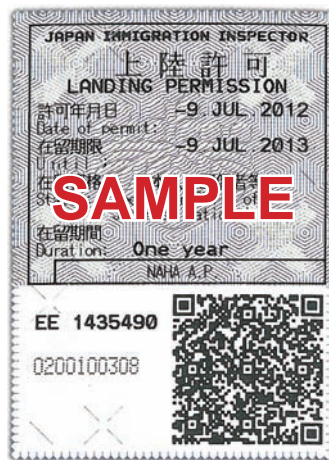 JAPAN IMMIGRATION INSPECTOR
上陸許可
LANDING PERMISSION
許可年月日 -9. JUL. 2012
Date of permit:
在留期限 -9. JUL. 2013
Until:
在
SAMPLE
在留期間
Duration: One year
NAHA A.P.
EE 1435490
0200100308